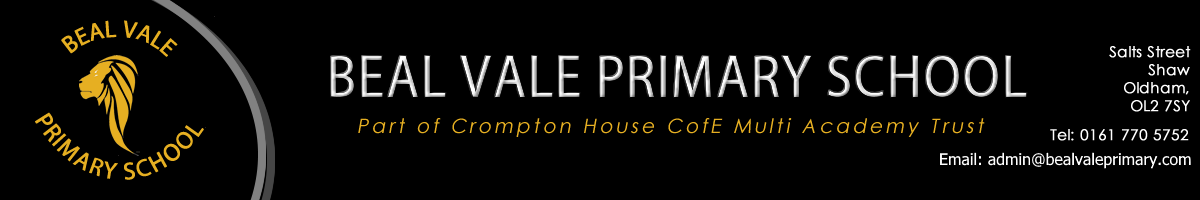 BEAL VALE
PRIMARY SCHOOL
BEAL VALE PRIMARY SCHOOL
Part of Crompton House CofE Multi Academy Trust
Salts Street
Shaw
Oldham,
OL2 7SY
Tel: 0161 770 5752
Email: admin@bealvaleprimary.com